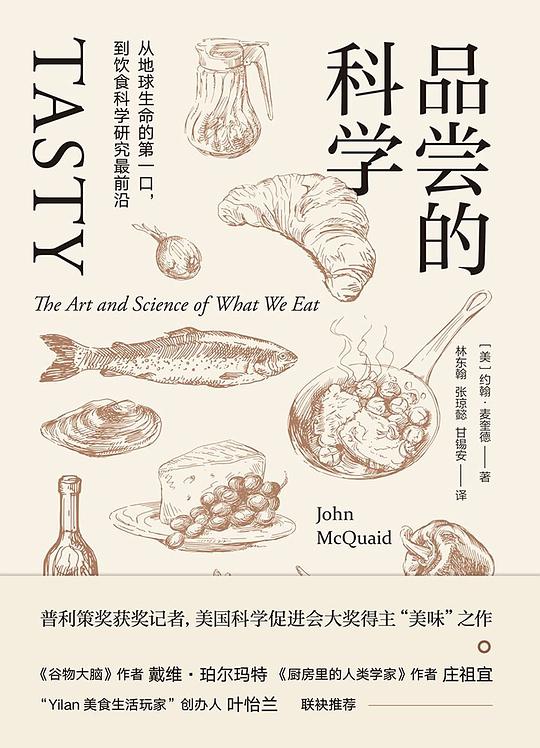 品尝的
科学
从地球生命的第一口，
到饮食科学研究最前沿
TASTY
The Art and Science of What We Eat
[美]约翰·麦奎德——著
林东翰 张琼懿 甘锡安——译
John
McQuaid
普利策奖获奖记者，美国科学促进会大奖得主“美味”之作
《谷物大脑》作者 戴维·珀尔玛特 《厨房里的人类学家》作者 庄祖宜
“Yilan 美食生活玩家”创办人 叶怡兰 联袂推荐